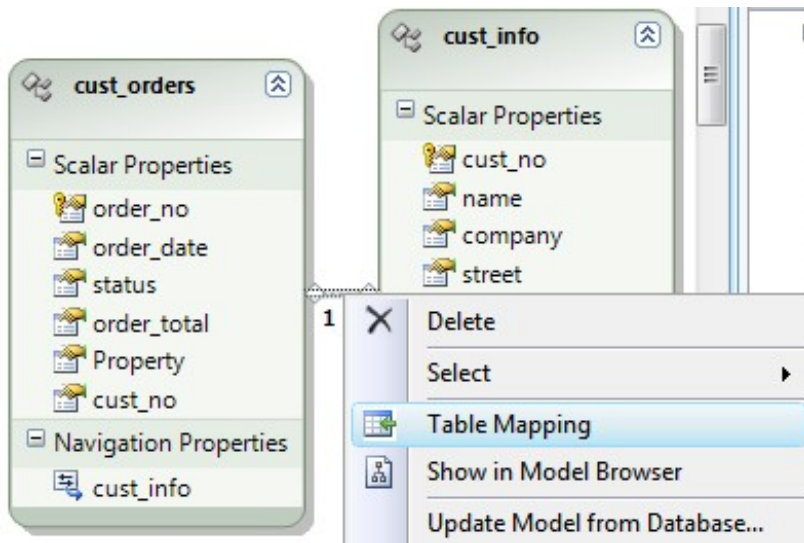 cust_orders
Scalar Properties
order_no
order_date
status
order_total
Property
cust_no
Navigation Properties
cust_info
cust_info
Scalar Properties
cust_no
name
company
street
1
Delete
Select
Table Mapping
Show in Model Browser
Update Model from Database...